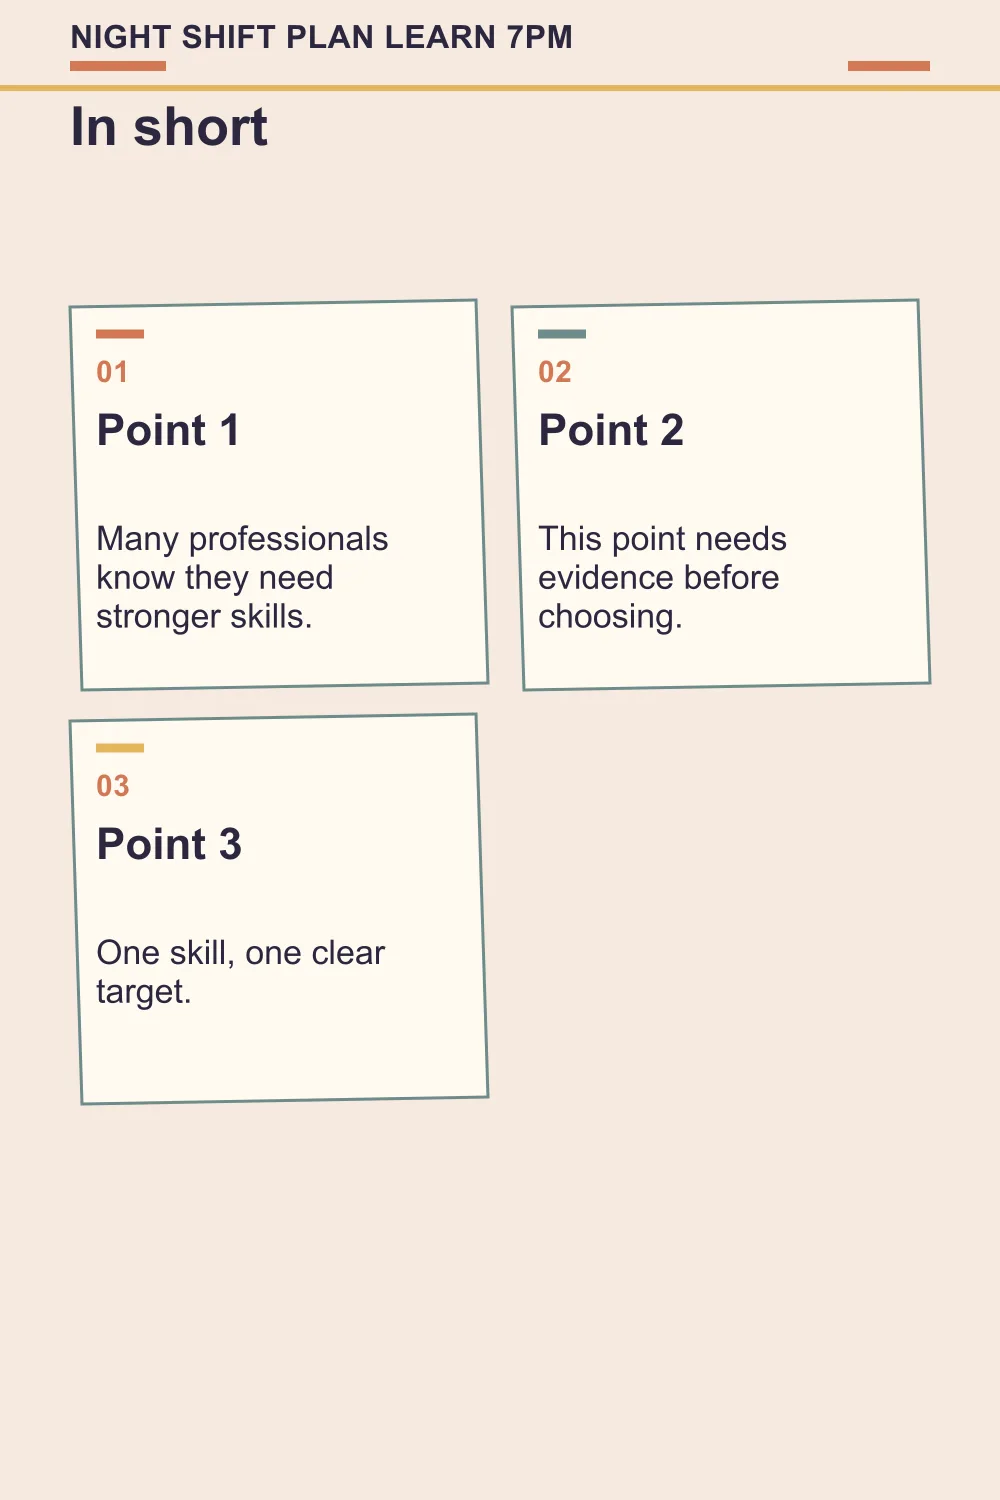 NIGHT SHIFT PLAN LEARN 7PM
In short
01
Point 1
Many professionals
know they need
stronger skills.
02
Point 2
This point needs
evidence before
choosing.
03
Point 3
One skill, one clear
target.